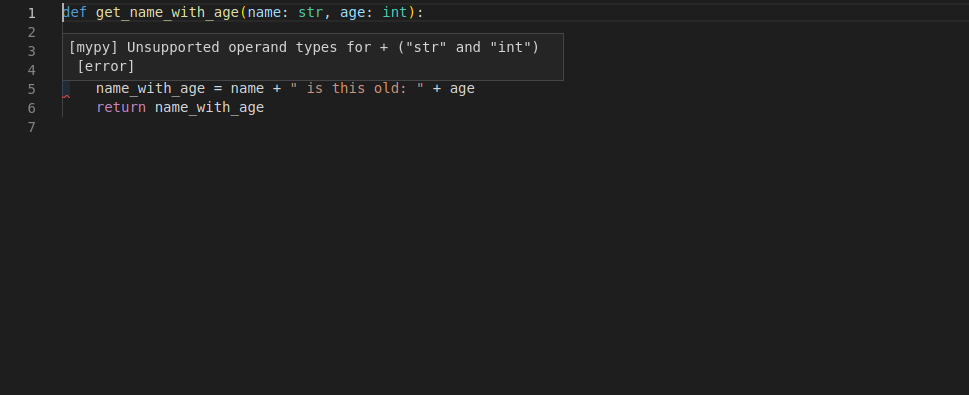 1 def get_name_with_age(name: str, age: int):
2
3 [mypy] Unsupported operand types for + ("str" and "int")
4 [error]
5 name_with_age = name + " is this old: " + age
6 return name_with_age
7